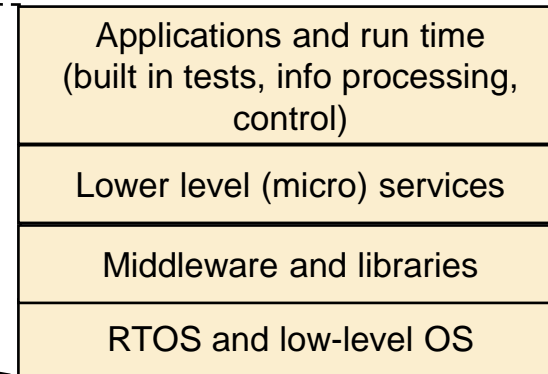 Applications and run time
(built in tests, info processing,
control)
Lower level (micro) services
Middleware and libraries
RTOS and low-level OS